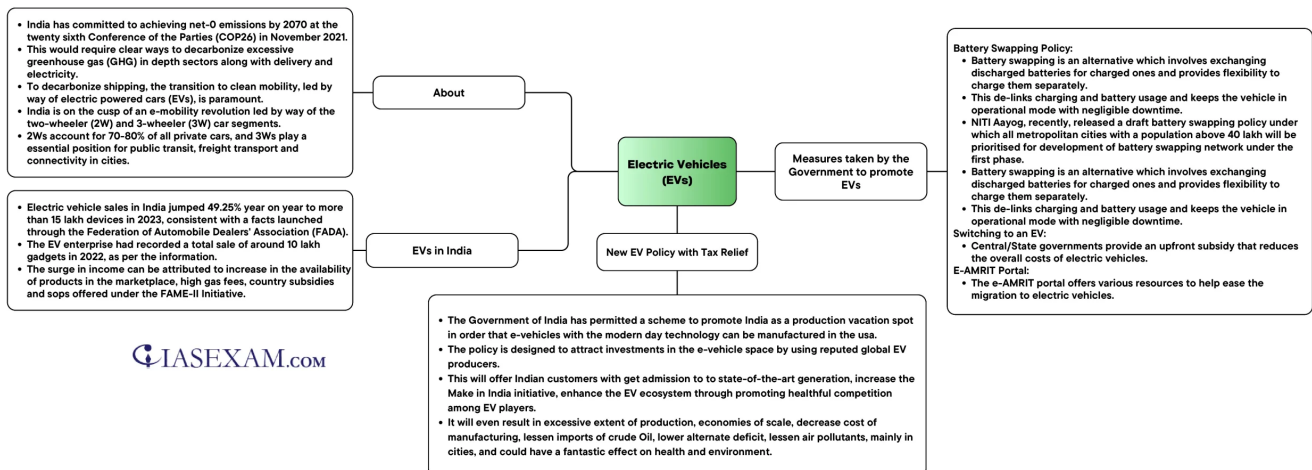 • India has committed to achieving net-0 emissions by 2070 at the
twenty sixth Conference of the Parties (COP26) in November 2021.
• This would require clear ways to decarbonize excessive
greenhouse gas (GHG) in depth sectors along with delivery and
electricity.
• To decarbonize shipping, the transition to clean mobility, led by
way of electric powered cars (EVs), is paramount.
• India is on the cusp of an e-mobility revolution led by way of the
two-wheeler (2W) and 3-wheeler (3W) car segments.
• 2Ws account for 70-80% of all private cars, and 3Ws play a
essential position for public transit, freight transport and
connectivity in cities.
About
• Electric vehicle sales in India jumped 49.25% year on year to more
than 15 lakh devices in 2023, consistent with a facts launched
through the Federation of Automobile Dealers' Association (FADA).
• The EV enterprise had recorded a total sale of around 10 lakh
gadgets in 2022, as per the information.
• The surge in income can be attributed to increase in the availability
of products in the marketplace, high gas fees, country subsidies
and sops offered under the FAME-II Initiative.
EVs in India
Electric Vehicles
(EVs)
New EV Policy with Tax Relief
• The Government of India has permitted a scheme to promote India as a production vacation spot
in order that e-vehicles with the modern day technology can be manufactured in the usa.
• The policy is designed to attract investments in the e-vehicle space by using reputed global EV
producers.
• This will offer Indian customers with get admission to to state-of-the-art generation, increase the
Make in India initiative, enhance the EV ecosystem through promoting healthful competition
among EV players.
• It will even result in excessive extent of production, economies of scale, decrease cost of
manufacturing, lessen imports of crude Oil, lower alternate deficit, lessen air pollutants, mainly in
cities, and could have a fantastic effect on health and environment.
Measures taken by the
Government to promote
EVs
Battery Swapping Policy:
• Battery swapping is an alternative which involves exchanging
discharged batteries for charged ones and provides flexibility to
charge them separately.
• This de-links charging and battery usage and keeps the vehicle in
operational mode with negligible downtime.
• NITI Aayog, recently, released a draft battery swapping policy under
which all metropolitan cities with a population above 40 lakh will be
prioritised for development of battery swapping network under the
first phase.
• Battery swapping is an alternative which involves exchanging
discharged batteries for charged ones and provides flexibility to
charge them separately.
• This de-links charging and battery usage and keeps the vehicle in
operational mode with negligible downtime.
Switching to an EV:
• Central/State governments provide an upfront subsidy that reduces
the overall costs of electric vehicles.
E-AMRIT Portal:
• The e-AMRIT portal offers various resources to help ease the
migration to electric vehicles.
IASEXAM.COM